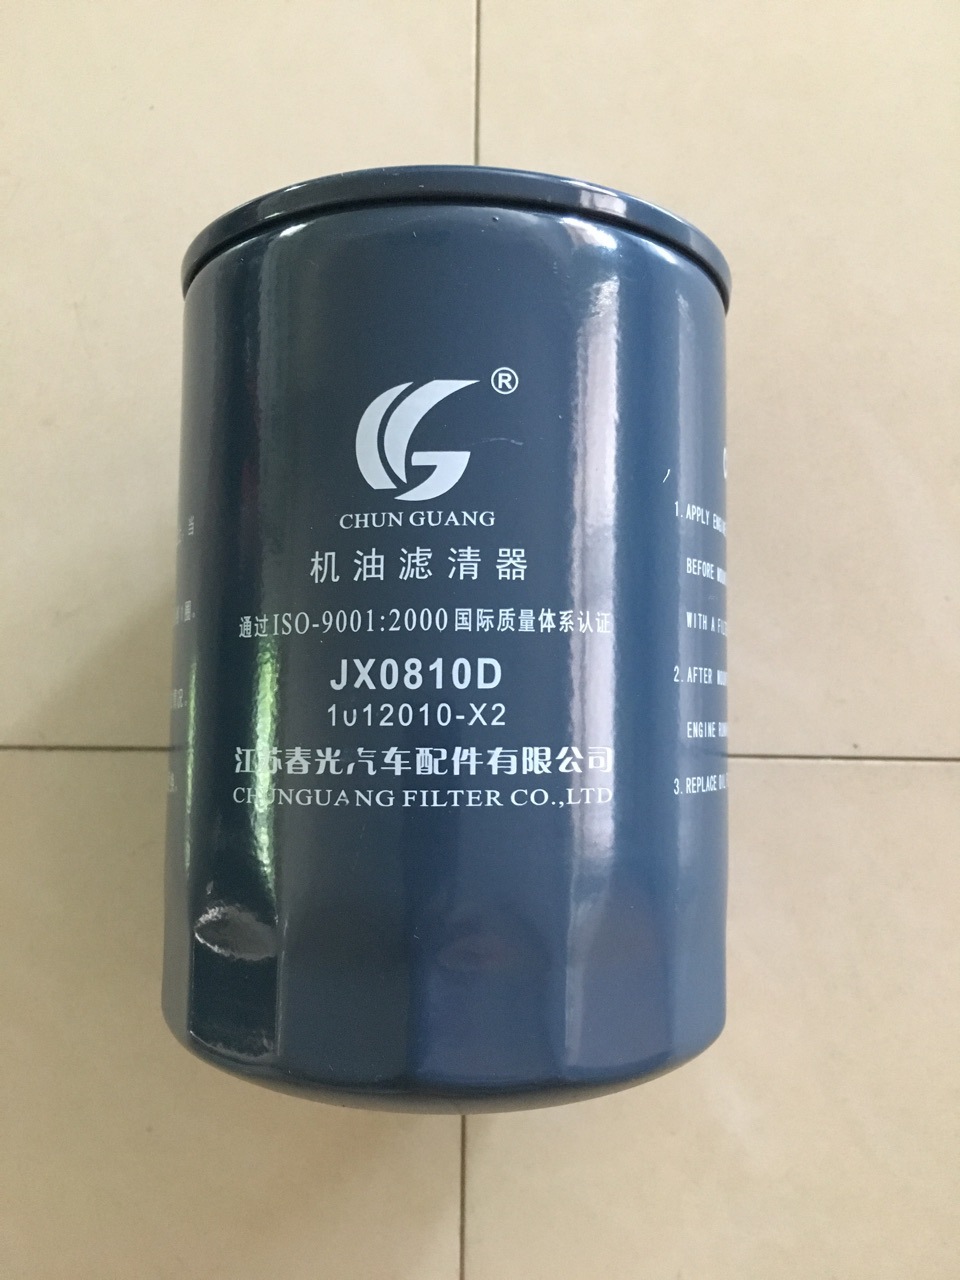 ®
CHUN GUANG
机油滤清器
通过ISO-9001:2000国际质量体系认证
JX0810D
1u12010-X2
江苏春光汽车配件有限公司
CHUNGUANG FILTER CO.,LTD
1. APPLY
BEFORE
WITH A
2. AFTER
ENGINE
3. REPLACE OIL